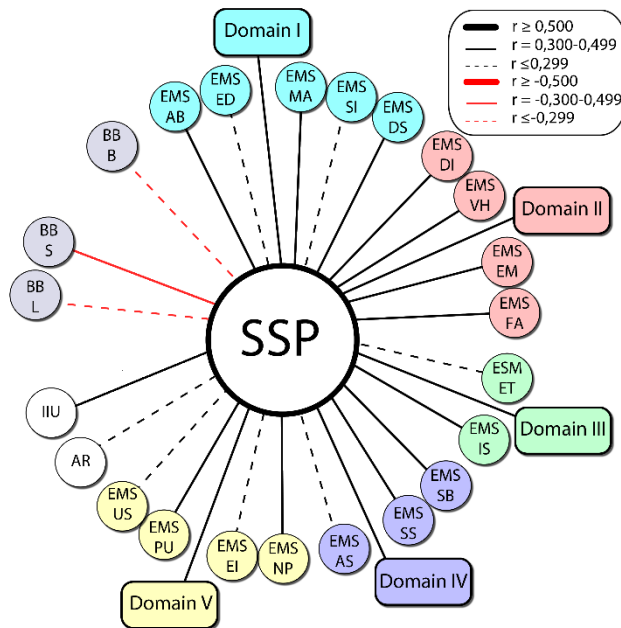 Domain I
r ≥ 0,500
r = 0,300-0,499
r ≤0,299
r ≥ -0,500
r = -0,300-0,499
r ≤-0,299
EMS
ED
EMS
MA
EMS
SI
EMS
AB
EMS
DS
BB
B
EMS
DI
EMS
VH
Domain II
BB
S
EMS
EM
BB
L
EMS
FA
SSP
ESM
ET
IIU
EMS
IS
Domain III
AR
EMS
SB
EMS
US
EMS
SS
EMS
PU
EMS
EI
EMS
NP
EMS
AS
Domain IV
Domain V